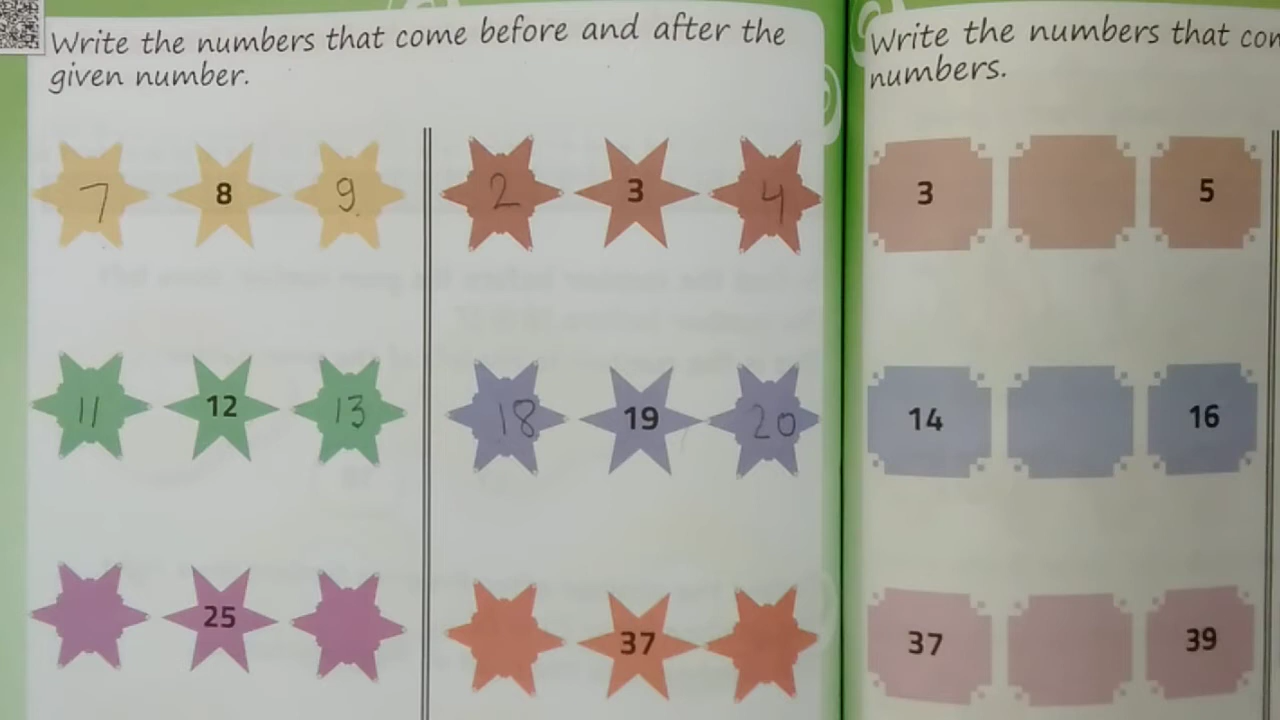 Write the numbers that come before and after the
given number.
7 8 9 2 3 4
11 12 13 18 19 20
25 37
Write the numbers that
numbers.
3 5
14 16
37 39